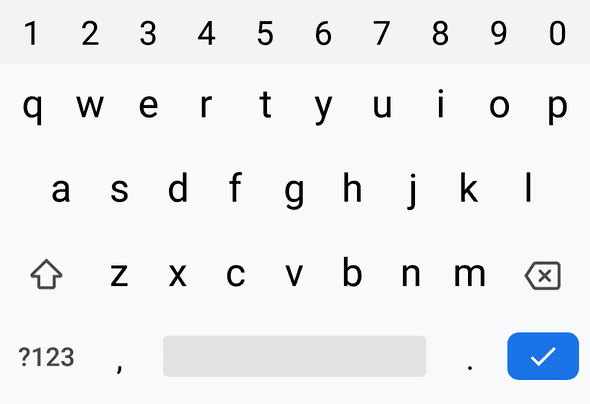 1 2 3 4 5 6 7 8 9 0
q w e r t y u i o p
a s d f g h j k l
z x c v b n m
?123 , .